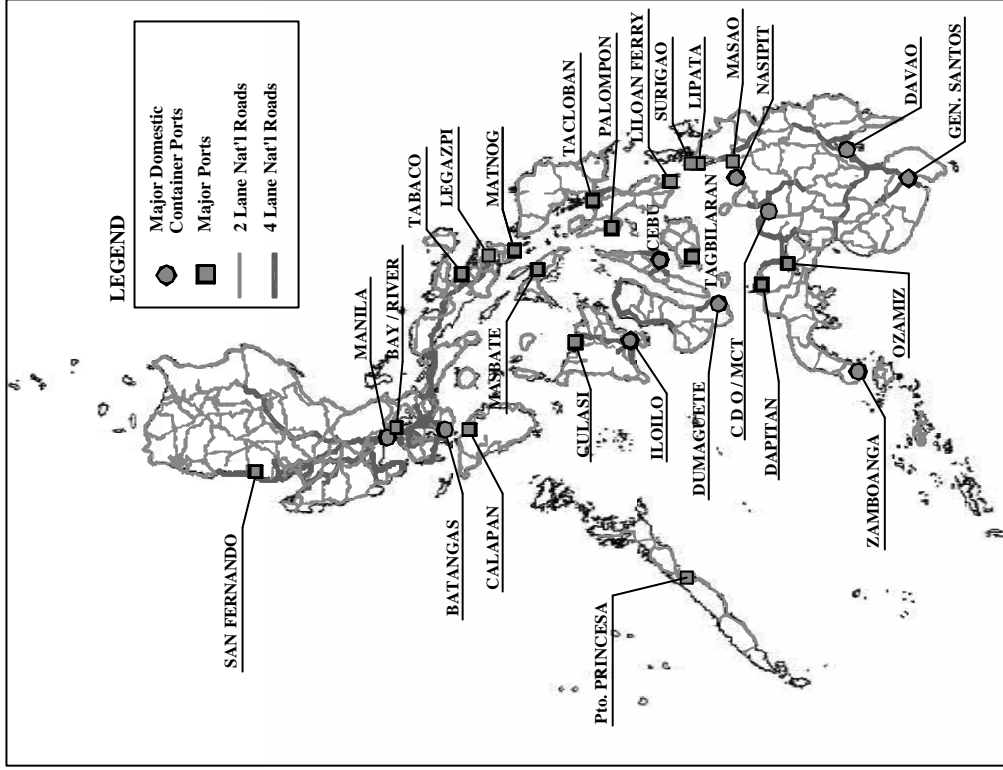 LEGEND
Major Domestic
Container Ports
Major Ports
2 Lane Nat'l Roads
4 Lane Nat'l Roads
SAN FERNANDO
MANILA
BAY / RIVER
BATANGAS
CALAPAN
TABACO
LEGAZPI
MATNOG
MASBATE
TACLOBAN
PALOMPON
LILOAN FERRY
SURIGAO
LIPATA
MASAO
NASIPIT
CULASI
ILOILO
CEBU
TAGBILARAN
DUMAGUETE
C D O / MCT
DAPITAN
OZAMIZ
ZAMBOANGA
DAVAO
GEN. SANTOS
Pto. PRINCESA